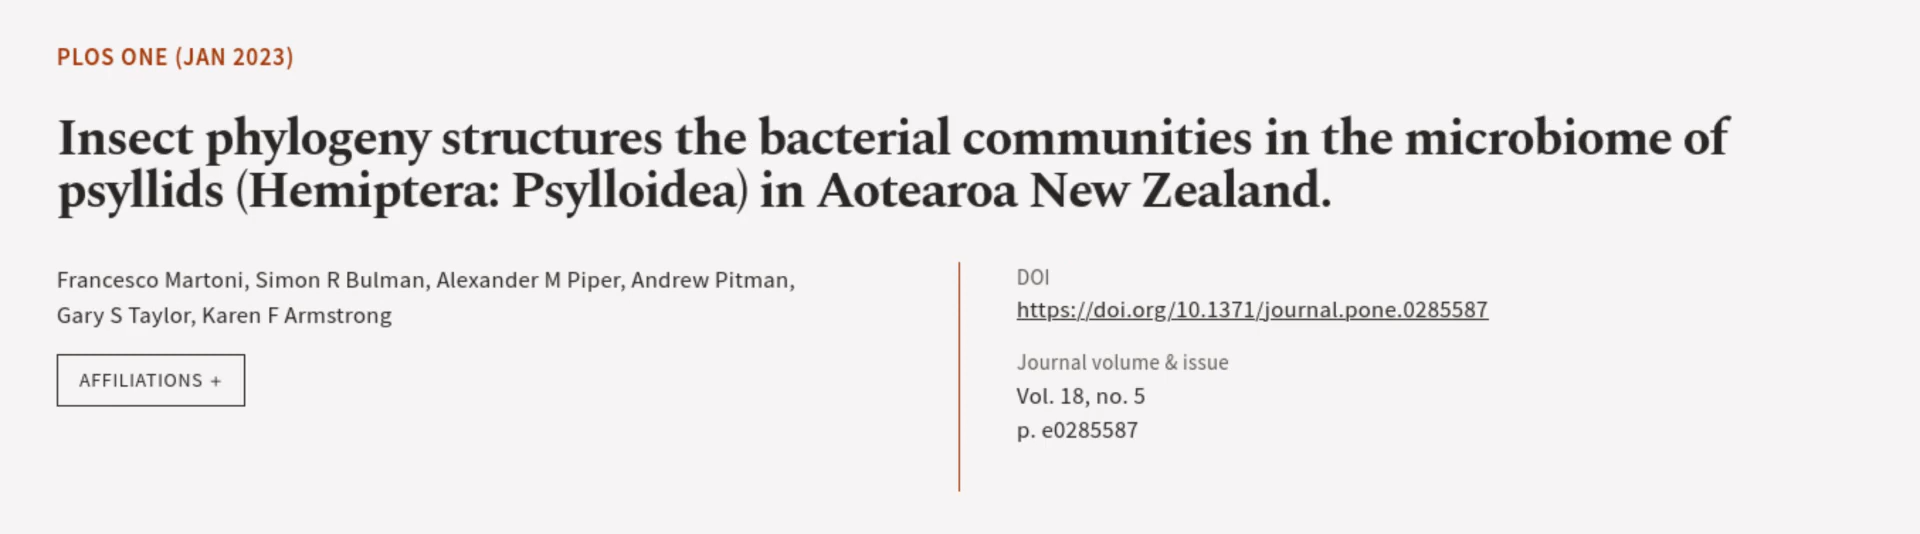 PLOS ONE (JAN 2023)
Insect phylogeny structures the bacterial communities in the microbiome of
psyllids (Hemiptera: Psylloidea) in Aotearoa New Zealand.
Francesco Martoni, Simon R Bulman, Alexander M Piper, Andrew Pitman,
Gary S Taylor, Karen F Armstrong
AFFILIATIONS +
DOI
https://doi.org/10.1371/journal.pone.0285587
Journal volume & issue
Vol. 18, no. 5
p. e0285587